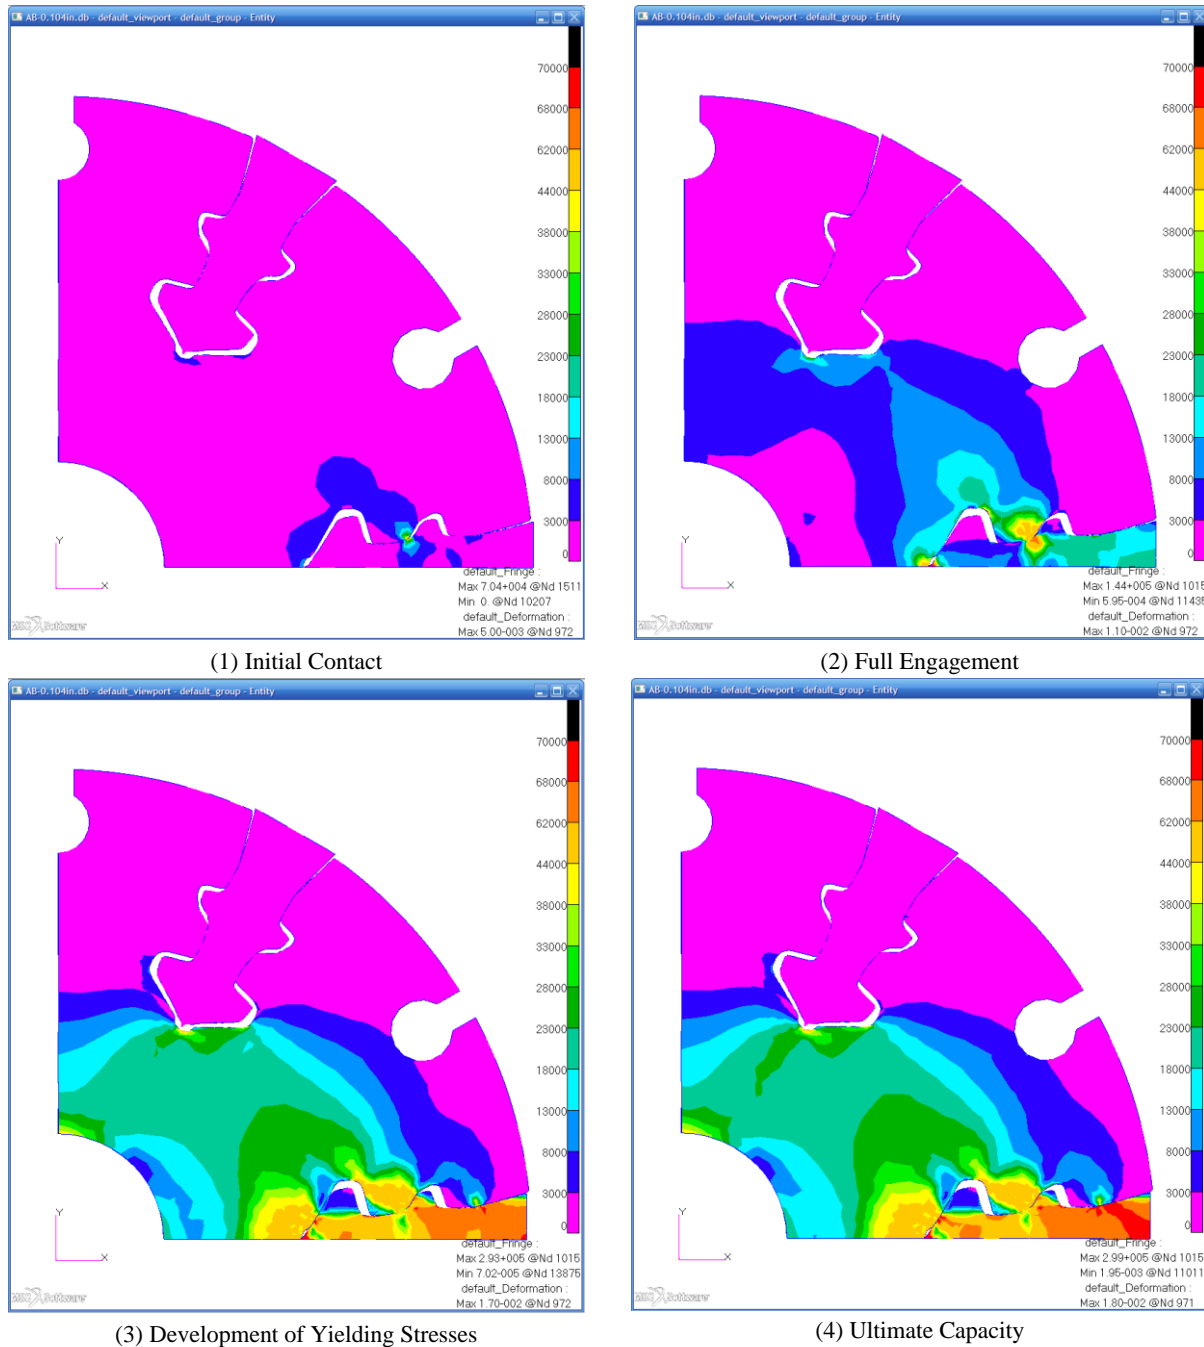 AB-0.104in.db - default_viewport - default_group - Entity
70000
68000
62000
44000
38000
33000
28000
23000
18000
13000
8000
3000
0
Y
X
default_Fringe :
Max 7.04+004 @Nd 1511
Min 0. @Nd 10207
default_Deformation :
Max 5.00-003 @Nd 972
MSC Software
(1) Initial Contact
AB-0.104in.db - default_viewport - default_group - Entity
70000
68000
62000
44000
38000
33000
28000
23000
18000
13000
8000
3000
0
Y
X
default_Fringe :
Max 1.44+005 @Nd 1015
Min 5.95-004 @Nd 11435
default_Deformation :
Max 1.10-002 @Nd 972
MSC Software
(2) Full Engagement
AB-0.104in.db - default_viewport - default_group - Entity
70000
68000
62000
44000
38000
33000
28000
23000
18000
13000
8000
3000
0
Y
X
default_Fringe :
Max 2.93+005 @Nd 1015
Min 7.02-005 @Nd 13875
default_Deformation :
Max 1.70-002 @Nd 972
MSC Software
(3) Development of Yielding Stresses
AB-0.104in.db - default_viewport - default_group - Entity
70000
68000
62000
44000
38000
33000
28000
23000
18000
13000
8000
3000
0
Y
X
default_Fringe :
Max 2.99+005 @Nd 1015
Min 1.95-003 @Nd 11011
default_Deformation :
Max 1.80-002 @Nd 971
MSC Software
(4) Ultimate Capacity